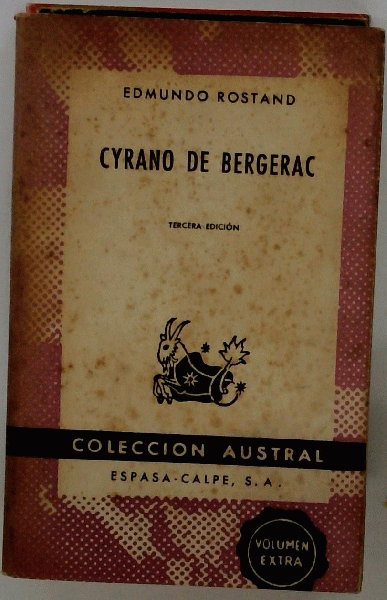 EDMUNDO ROSTAND
CYRANO DE BERGERAC
TERCERA EDICIÓN
COLECCION AUSTRAL
ESPASA-CALPE, S. A.
VOLUMEN
EXTRA